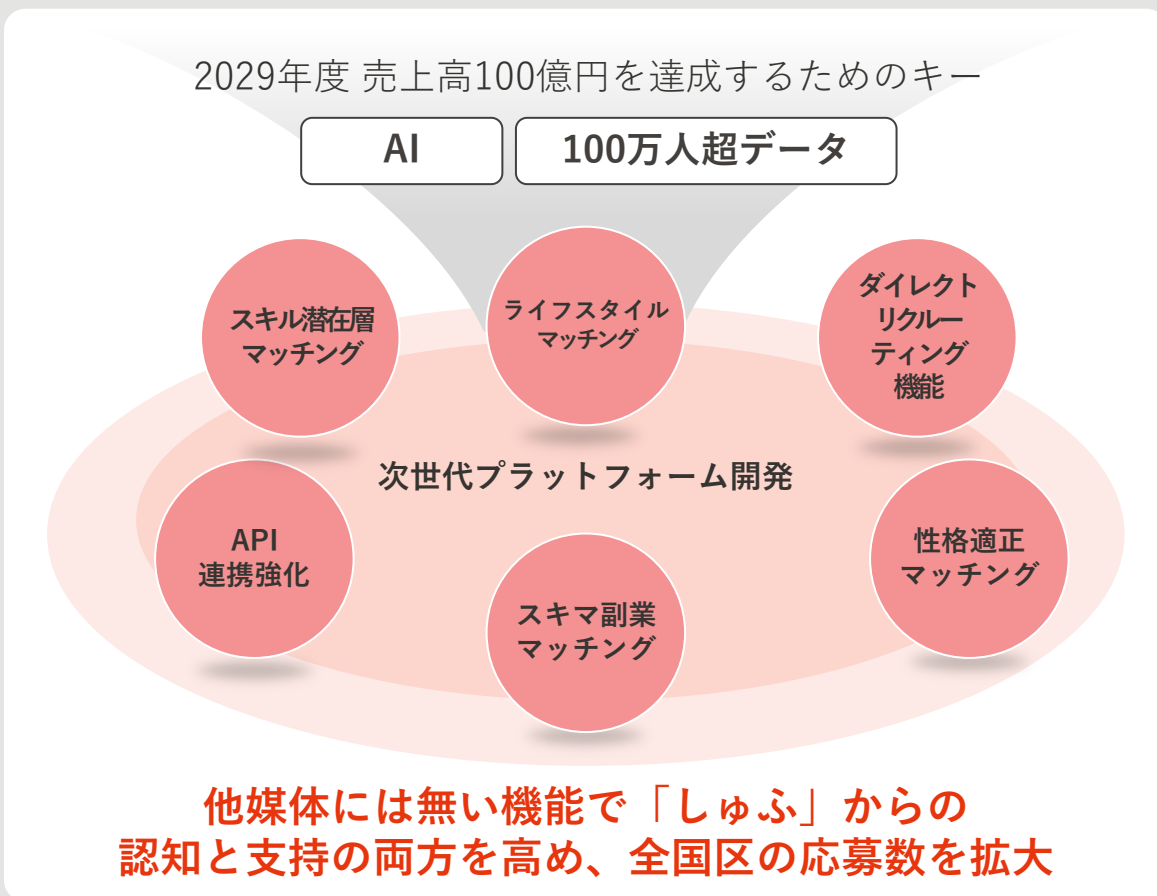 2029年度 売上高100億円を達成するためのキー
AI
100万人超データ
スキル潜在層
マッチング
ライフスタイル
マッチング
ダイレクト
リクルー
ティング
機能
次世代プラットフォーム開発
API
連携強化
スキマ副業
マッチング
性格適正
マッチング
他媒体には無い機能で「しゅふ」からの
認知と支持の両方を高め、全国区の応募数を拡大